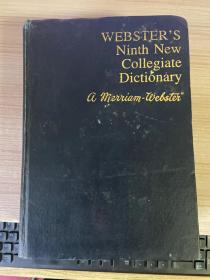 WEBSTER'S
Ninth New
Collegiate
Dictionary
a Merriam-Webster®